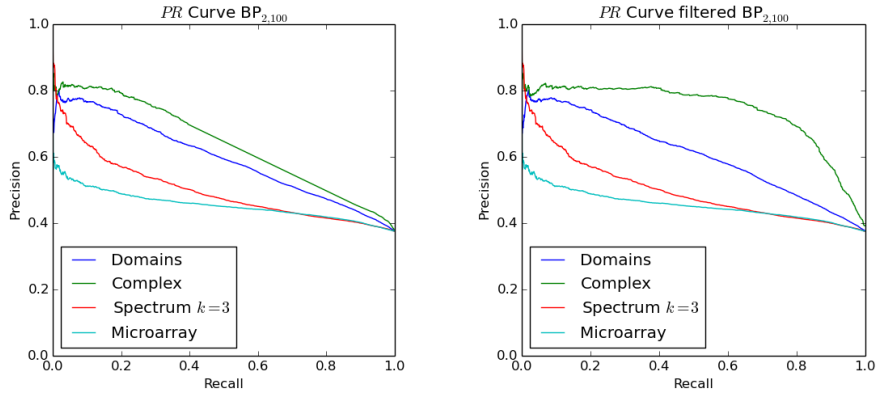 PR Curve BP2,100
1.0
0.8
0.6
0.4
0.2
0.0
Precision
Domains
Complex
Spectrum k=3
Microarray
0.0 0.2 0.4 0.6 0.8 1.0
Recall
PR Curve filtered BP2,100
1.0
0.8
0.6
0.4
0.2
0.0
Precision
Domains
Complex
Spectrum k=3
Microarray
0.0 0.2 0.4 0.6 0.8 1.0
Recall